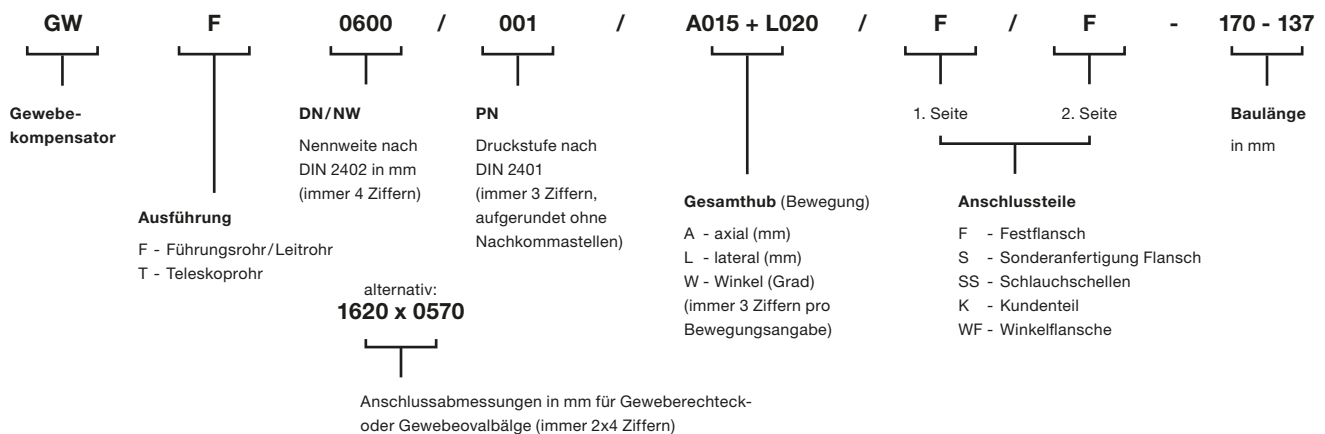 GW F 0600 / 001 / A015 + L020 / F / F - 170 - 137
Gewebe-
kompensator
DN/NW
Nennweite nach
DIN 2402 in mm
(immer 4 Ziffern)
PN
Druckstufe nach
DIN 2401
(immer 3 Ziffern,
aufgerundet ohne
Nachkommastellen)
1. Seite 2. Seite
Baulänge
in mm
Ausführung
F - Führungsrohr/Leitrohr
T - Teleskoprohr
Gesamthub (Bewegung)
A - axial (mm)
L - lateral (mm)
W - Winkel (Grad)
(immer 3 Ziffern pro
Bewegungsangabe)
Anschlussteile
F - Festflansch
S - Sonderanfertigung Flansch
SS - Schlauchschellen
K - Kundenteil
WF - Winkelflansche
alternativ:
1620 x 0570
Anschlussabmessungen in mm für Geweberechteck-
oder Gewebeovalbälge (immer 2x4 Ziffern)